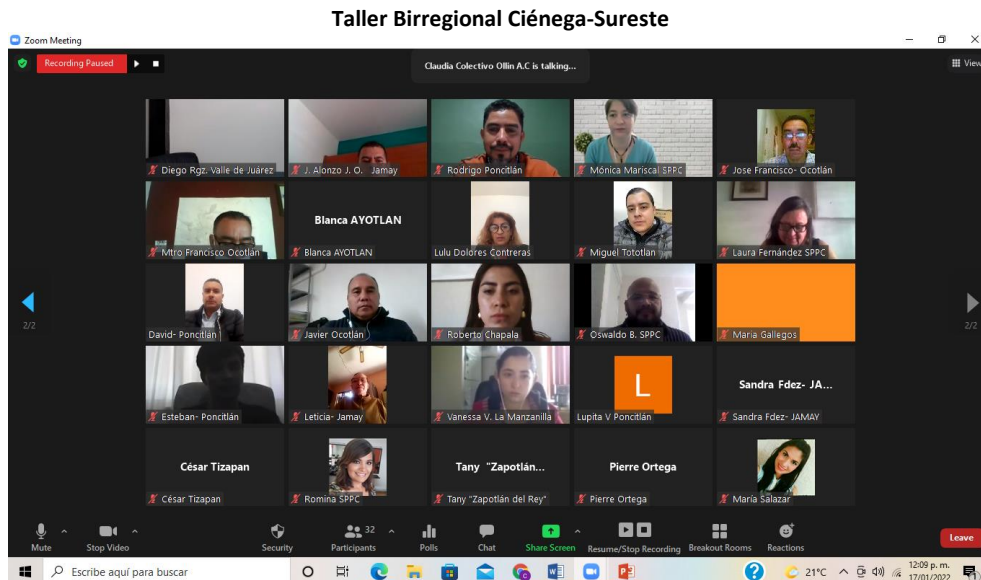 Taller Birregional Ciénega-Sureste
Zoom Meeting
Recording Paused
Claudia Colectivo Ollin A.C is talking...
View
Diego Rgz. Valle de Juárez
J. Alonzo J. O. Jamay
Rodrigo Poncitlán
Mónica Mariscal SPPC
Jose Francisco- Ocotlán
Mtro Francisco Ocotlán
Blanca AYOTLAN
Blanca AYOTLAN
Lulu Dolores Contreras
Miguel Tototlan
Laura Fernández SPPC
2/2
2/2
David- Poncitlán
Javier Ocotlán
Roberto Chapala
Oswaldo B. SPPC
Maria Gallegos
Esteban- Poncitlán
Leticia- Jamay
Vanessa V. La Manzanilla
L
Lupita V Poncitlán
Sandra Fdez- JA...
Sandra Fdez- JAMAY
César Tizapan
César Tizapan
Romina SPPC
Tany "Zapotlán...
Tany "Zapotlán del Rey"
Pierre Ortega
Pierre Ortega
María Salazar
Mute
Stop Video
Security
Participants
32
Polls
Chat
Share Screen
Resume/Stop Recording
Breakout Rooms
Reactions
Leave
Escribe aquí para buscar
21°C
12:09 p. m.
17/01/2022